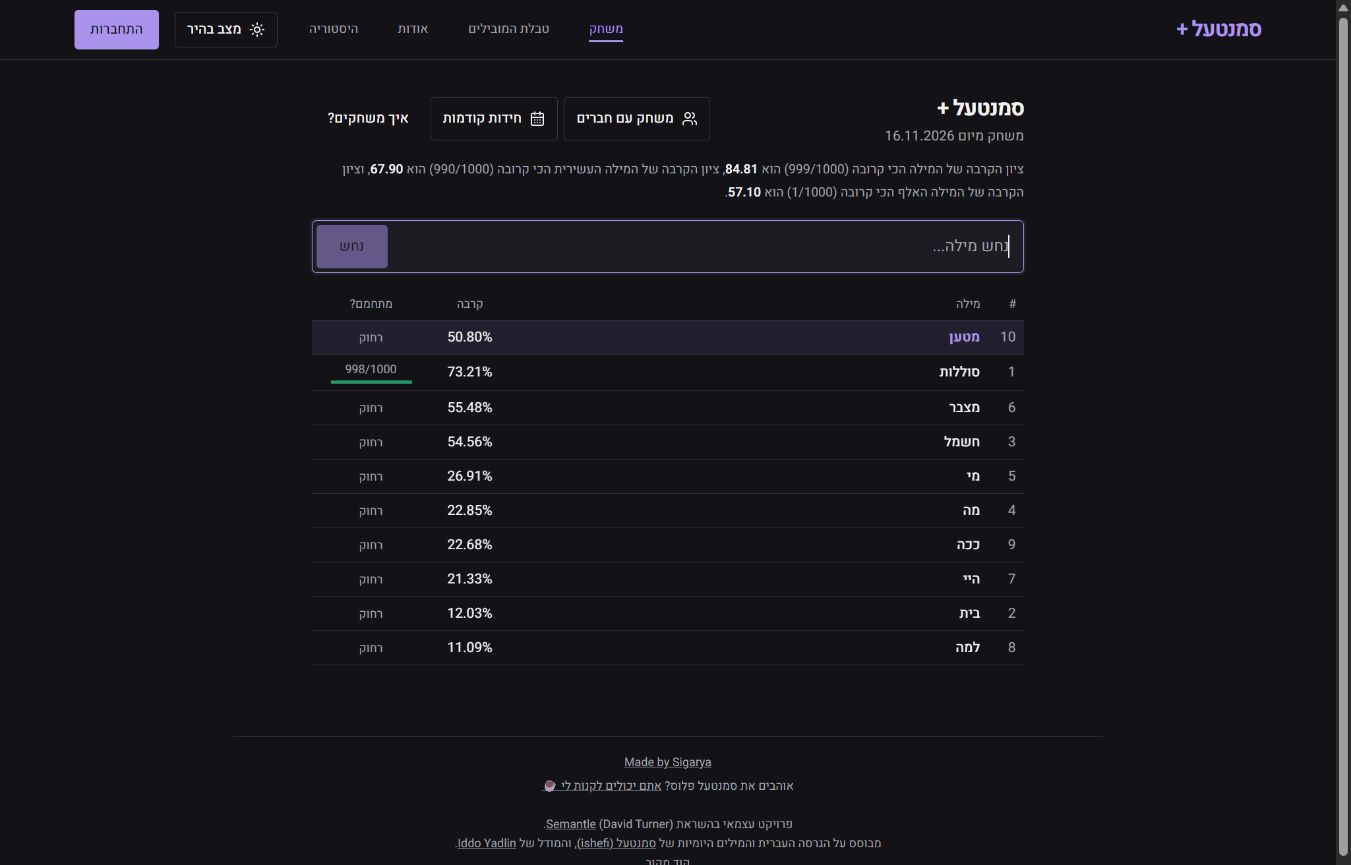 סמנטעל +
משחק
טבלת המובילים
אודות
היסטוריה
מצב בהיר
התחברות
סמנטעל +
משחק מיום 16.11.2026
משחק עם חברים
חידות קודמות
איך משחקים?
ציון הקרבה של המילה הכי קרובה (999/1000) הוא 84.81, ציון הקרבה של המילה העשירית הכי קרובה (990/1000) הוא 67.90, וציון
הקרבה של המילה האלף הכי קרובה (1/1000) הוא 57.10.
נחש מילה...
נחש
# מילה קרבה מתחמם?
10 מטען 50.80% רחוק
1 סוללות 73.21% 998/1000
6 מצבר 55.48% רחוק
3 חשמל 54.56% רחוק
5 מי 26.91% רחוק
4 מה 22.85% רחוק
9 ככה 22.68% רחוק
7 היי 21.33% רחוק
2 בית 12.03% רחוק
8 למה 11.09% רחוק
Made by Sigarya
אוהבים את סמנטעל פלוס? אתם יכולים לקנות לי
פרויקט עצמאי בהשראת Semantle (David Turner).
מבוסס על הגרסה העברית והמילים היומיות של סמנטעל (ishefi), והמודל של Iddo Yadlin.
קוד מקור